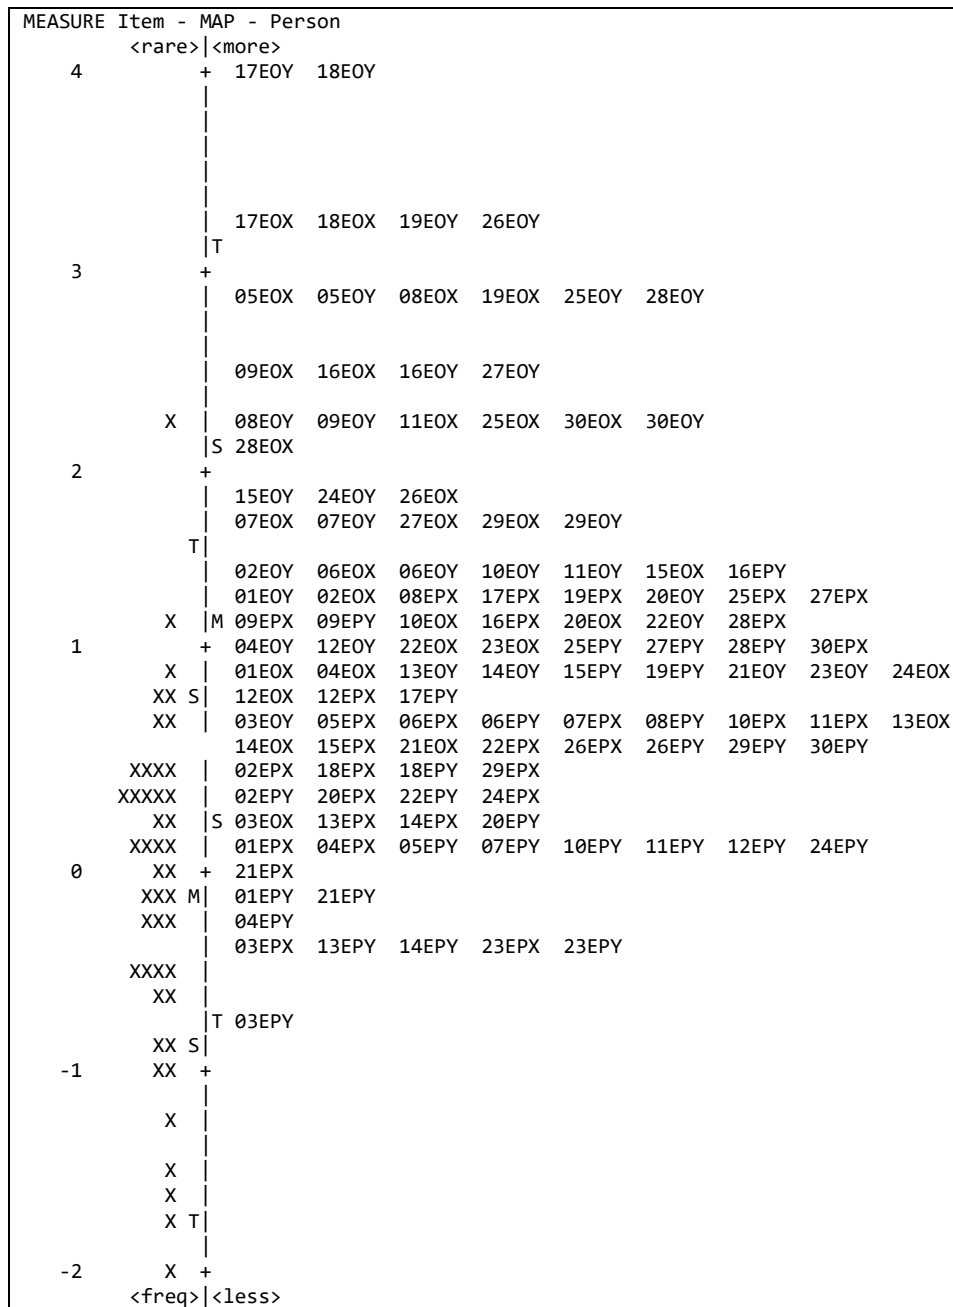 MEASURE Item - MAP - Person
<rare>|<more>
4 + 17EOY 18EOY
|
|
|
|
|
| 17EOX 18EOX 19EOY 26EOY
|T
3 +
| 05EOX 05EOY 08EOX 19EOX 25EOY 28EOY
|
|
| 09EOX 16EOX 16EOY 27EOY
|
X | 08EOY 09EOY 11EOX 25EOX 30EOX 30EOY
|S 28EOX
2 +
| 15EOY 24EOY 26EOX
| 07EOX 07EOY 27EOX 29EOX 29EOY
T|
| 02EOY 06EOX 06EOY 10EOY 11EOY 15EOX 16EPY
| 01EOY 02EOX 08EPX 17EPX 19EPX 20EOY 25EPX 27EPX
X |M 09EPX 09EPY 10EOX 16EPX 20EOX 22EOY 28EPX
1 + 04EOY 12EOY 22EOX 23EOX 25EPY 27EPY 28EPY 30EPX
X | 01EOX 04EOX 13EOY 14EOY 15EPY 19EPY 21EOY 23EOY 24EOX
XX S| 12EOX 12EPX 17EPY
XX | 03EOY 05EPX 06EPX 06EPY 07EPX 08EPY 10EPX 11EPX 13EOX
14EOX 15EPX 21EOX 22EPX 26EPX 26EPY 29EPY 30EPY
XXXX | 02EPX 18EPX 18EPY 29EPX
XXXXX | 02EPY 20EPX 22EPY 24EPX
XX |S 03EOX 13EPX 14EPX 20EPY
XXXX | 01EPX 04EPX 05EPY 07EPY 10EPY 11EPY 12EPY 24EPY
0 XX + 21EPX
XXX M| 01EPY 21EPY
XXX | 04EPY
| 03EPX 13EPY 14EPY 23EPX 23EPY
XXXX |
XX |
|T 03EPY
XX S|
-1 XX +
|
X |
|
X |
X |
X T|
|
-2 X +
<freq>|<less>